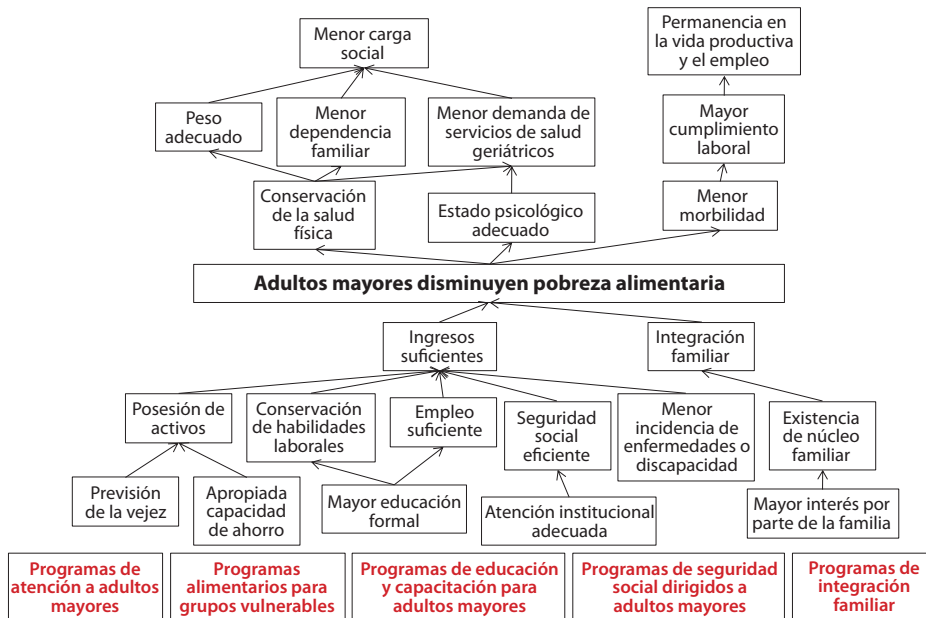 Menor carga
social
Permanencia en
la vida productiva
y el empleo
Peso
adecuado
Menor
dependencia
familiar
Menor demanda de
servicios de salud
geriátricos
Mayor
cumplimiento
laboral
Conservación
de la salud
física
Estado psicológico
adecuado
Menor
morbilidad
Adultos mayores disminuyen pobreza alimentaria
Ingresos
suficientes
Integración
familiar
Posesión de
activos
Conservación
de habilidades
laborales
Empleo
suficiente
Seguridad
social
eficiente
Menor
incidencia de
enfermedades o
discapacidad
Existencia
de núcleo
familiar
Previsión
de la vejez
Apropiada
capacidad
de ahorro
Mayor educación
formal
Atención institucional
adecuada
Mayor interés por
parte de la familia
Programas de
atención a adultos
mayores
Programas
alimentarios para
grupos vulnerables
Programas de educación
y capacitación para
adultos mayores
Programas de seguridad
social dirigidos a
adultos mayores
Programas de
integración
familiar